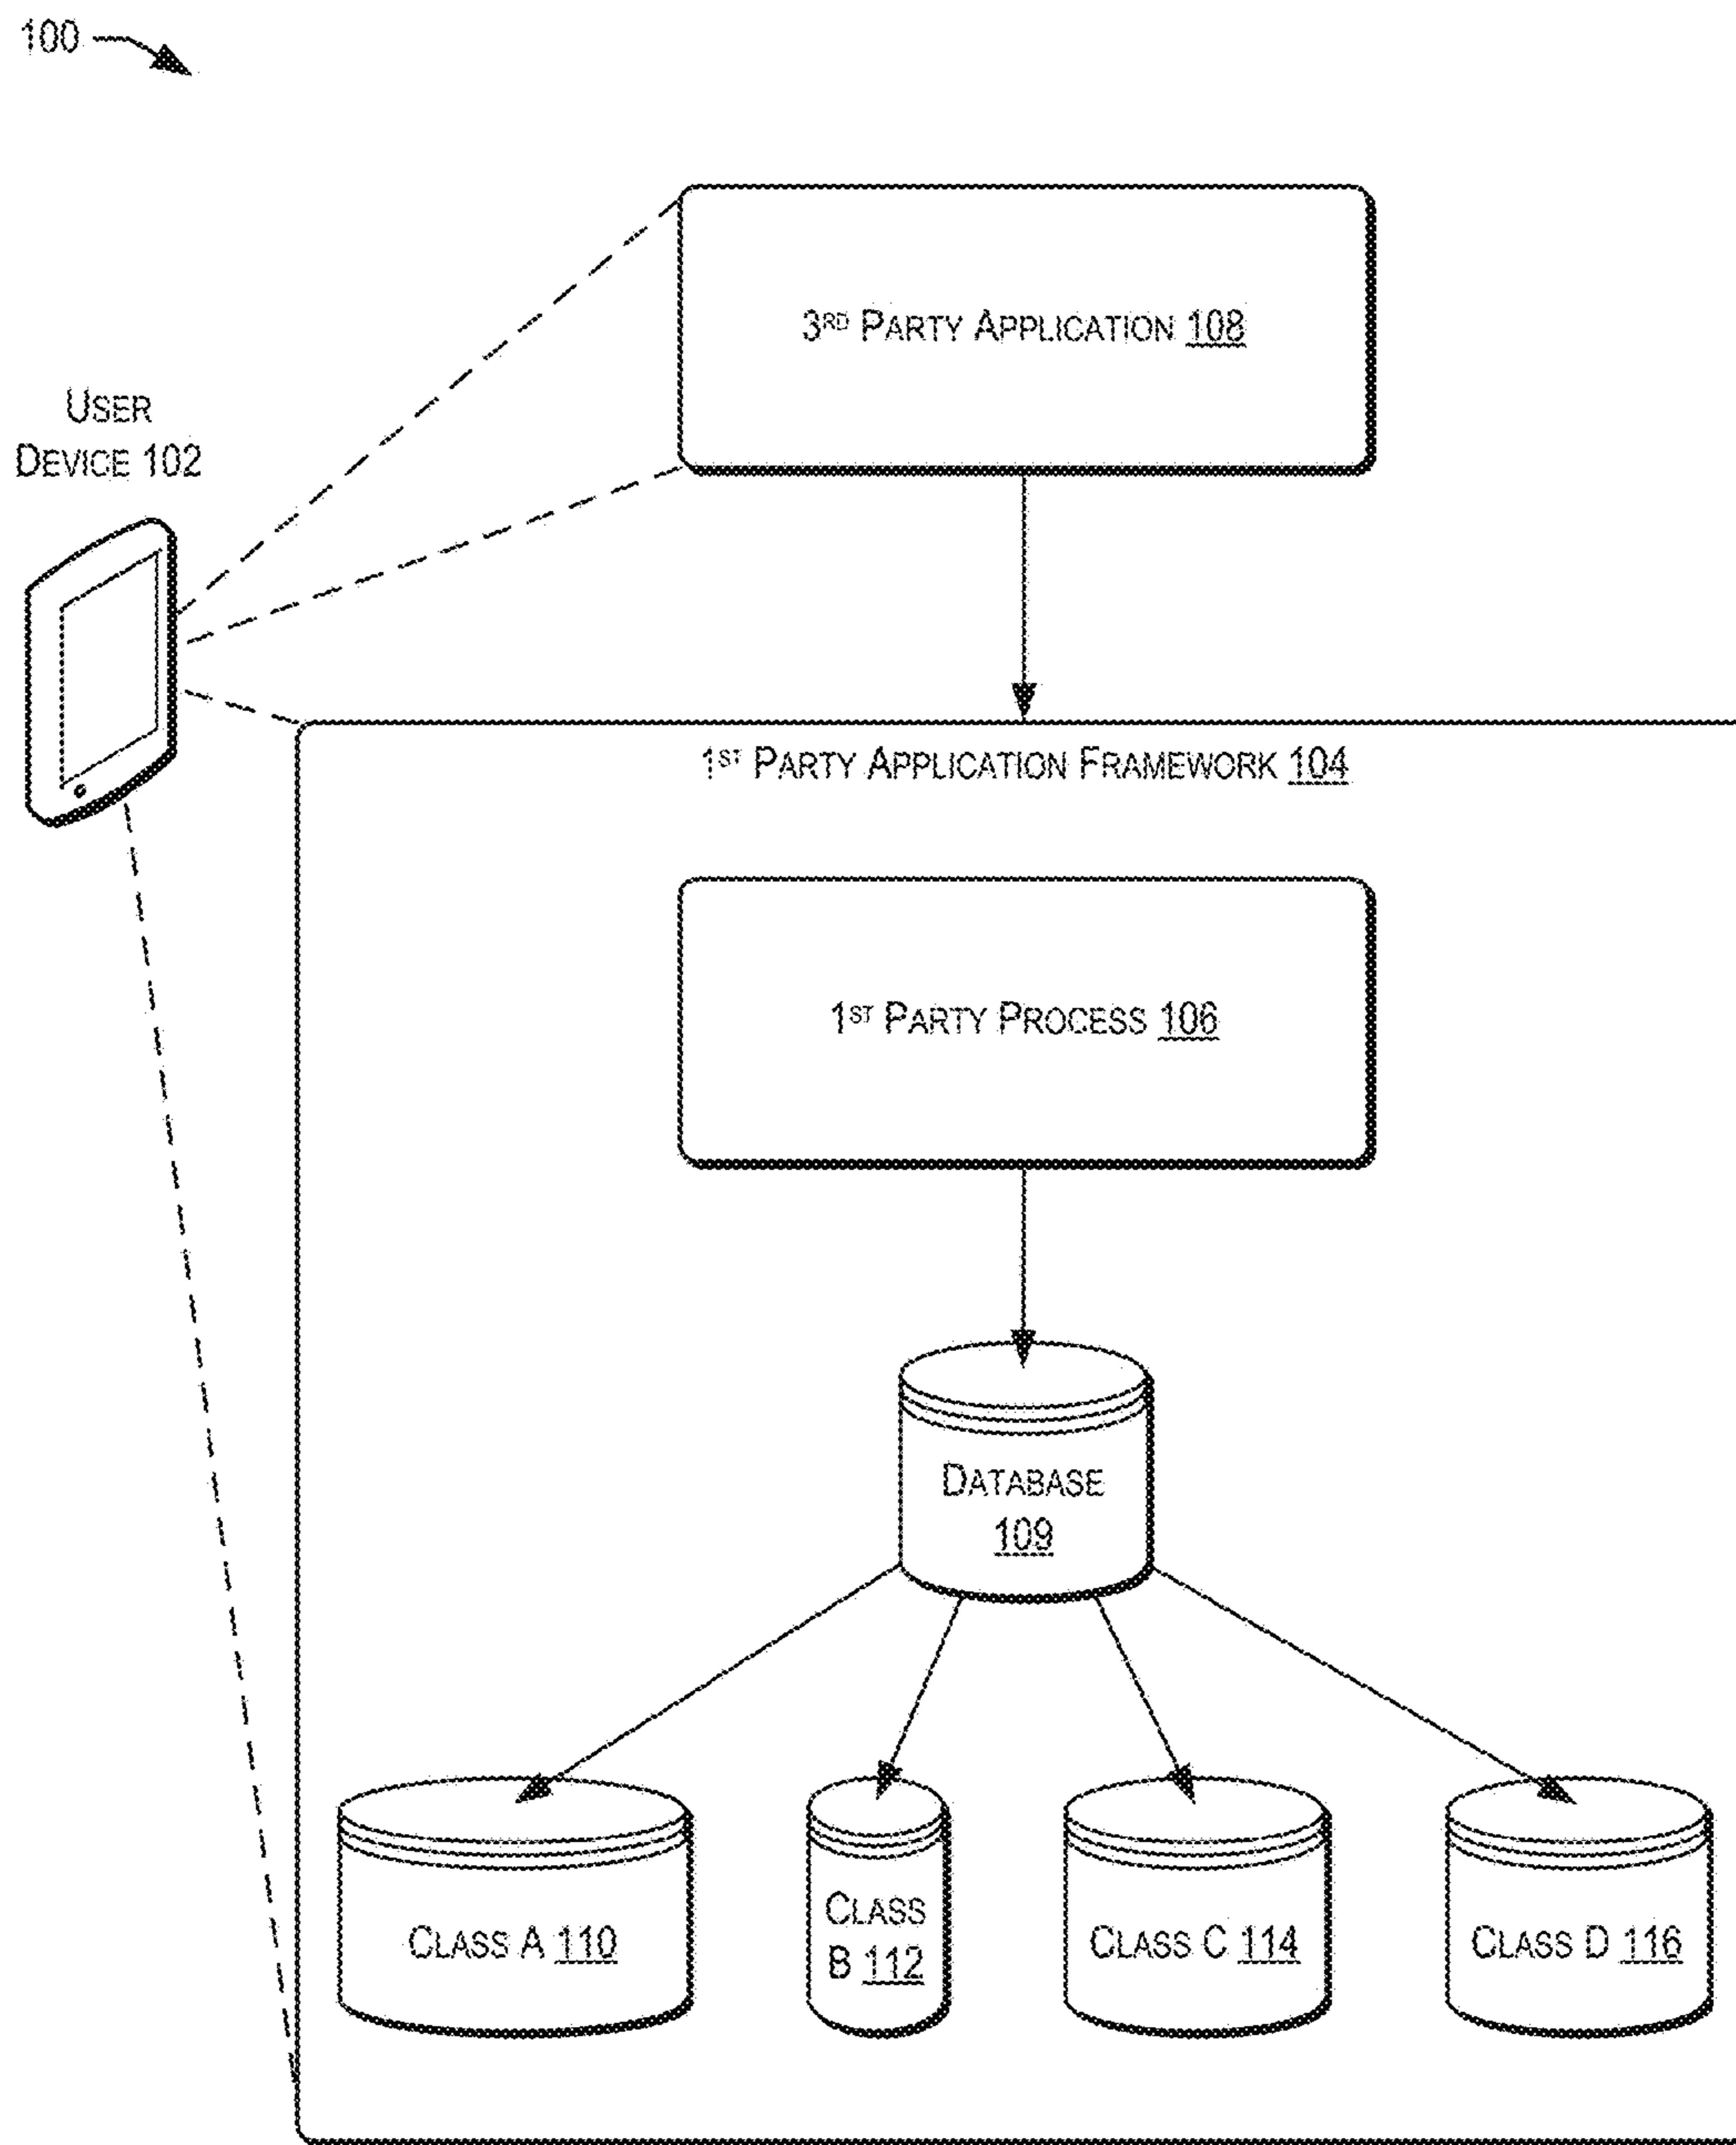 100
3RD PARTY APPLICATION 108
USER
DEVICE 102
1ST PARTY APPLICATION FRAMEWORK 104
1ST PARTY PROCESS 106
DATABASE
109
CLASS A 110
CLASS
B 112
CLASS C 114
CLASS D 116